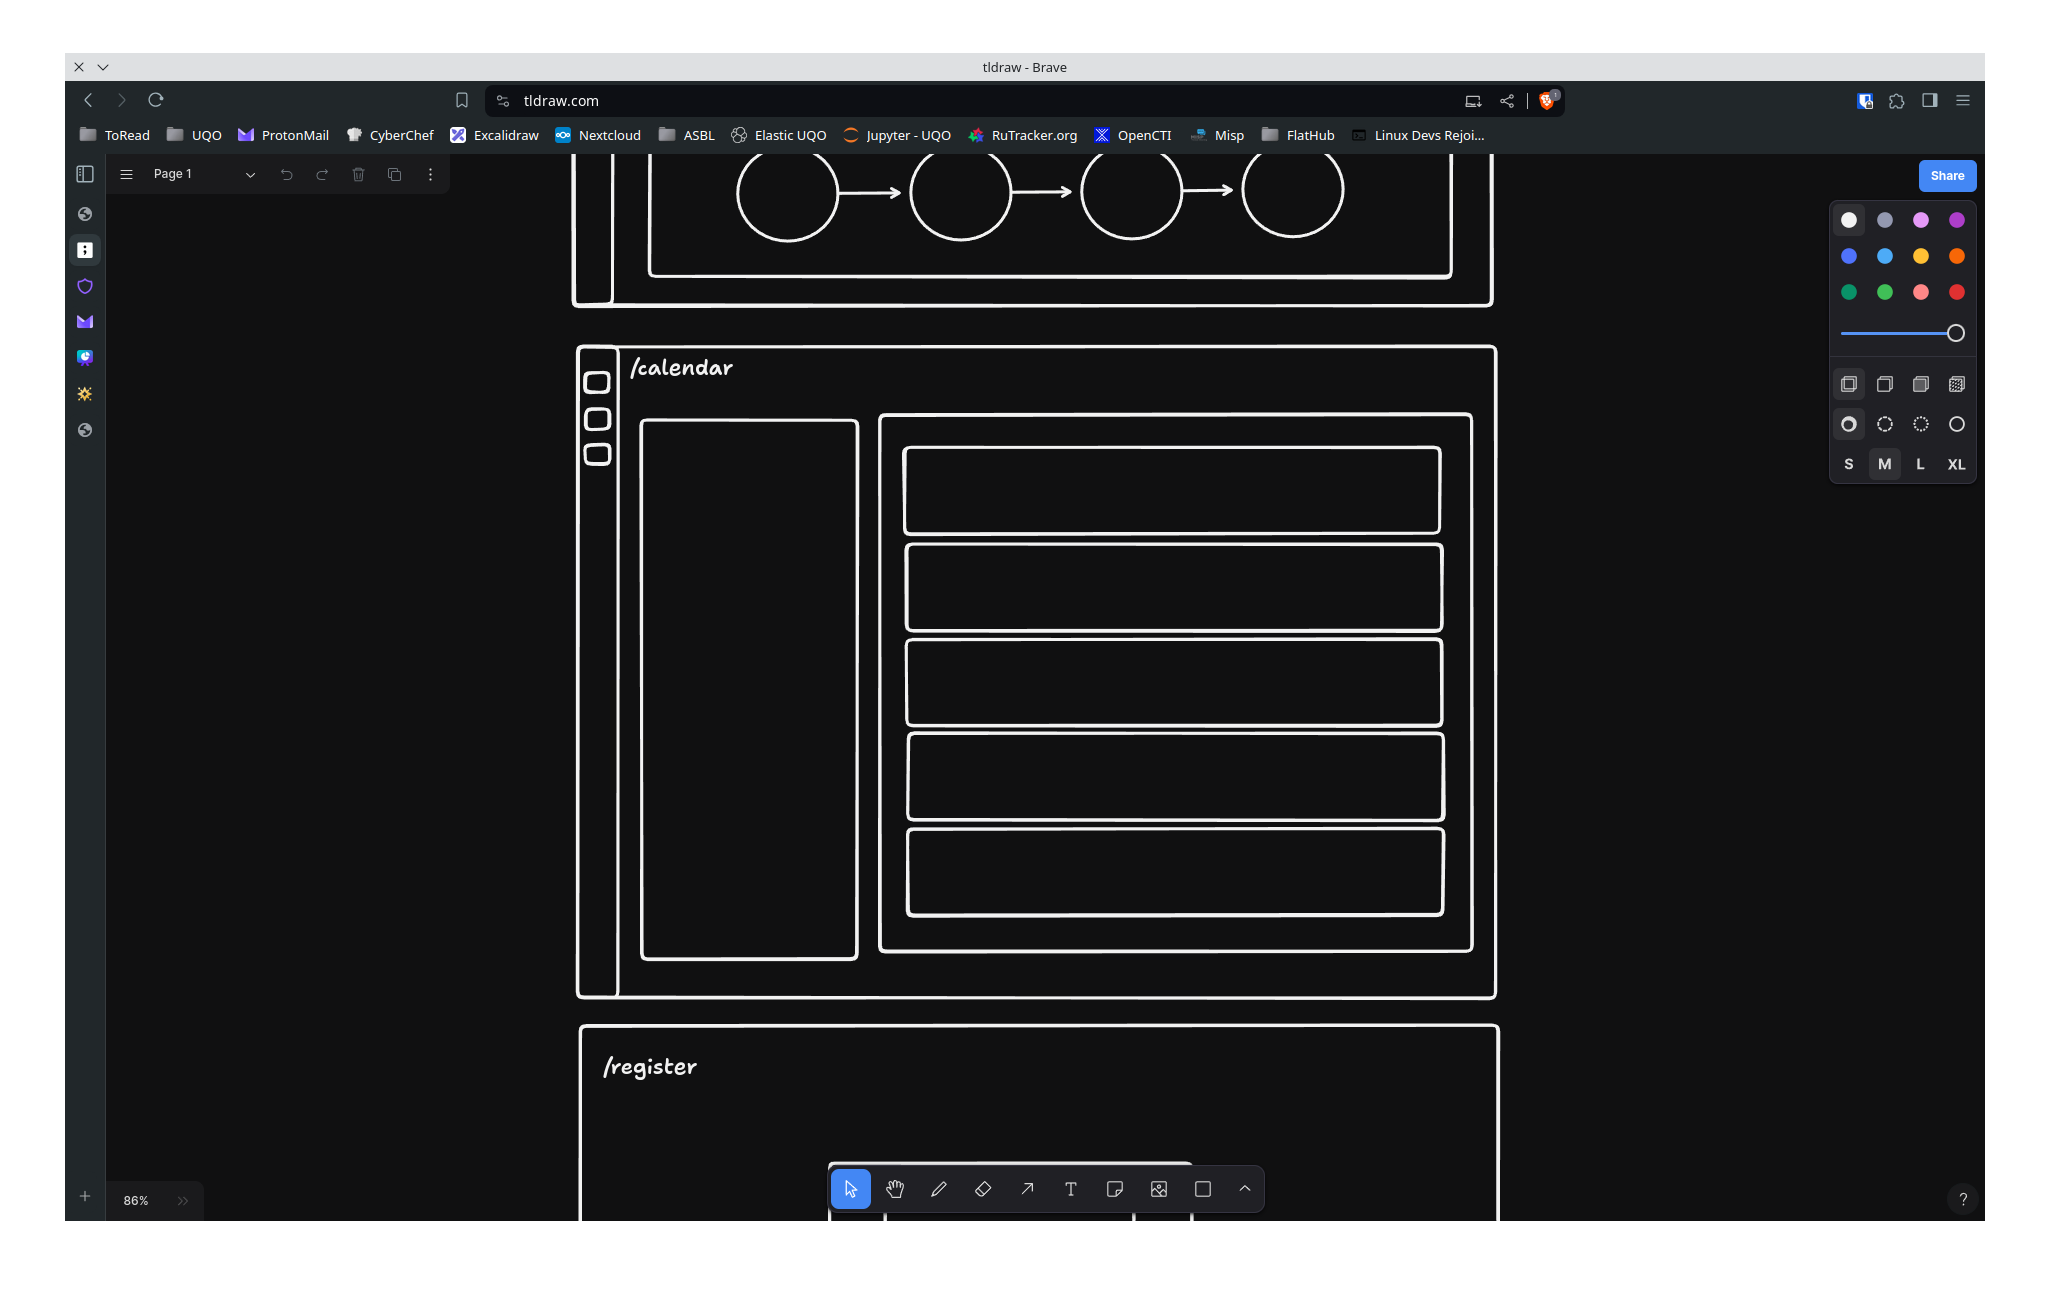 tldraw - Brave
tldraw.com
1
ToRead UQO ProtonMail CyberChef Excalidraw Nextcloud ASBL Elastic UQO Jupyter - UQO RuTracker.org OpenCTI Misp FlatHub Linux Devs Rejoi...
Page 1
Share
/calendar
S M L XL
/register
86%
T
?